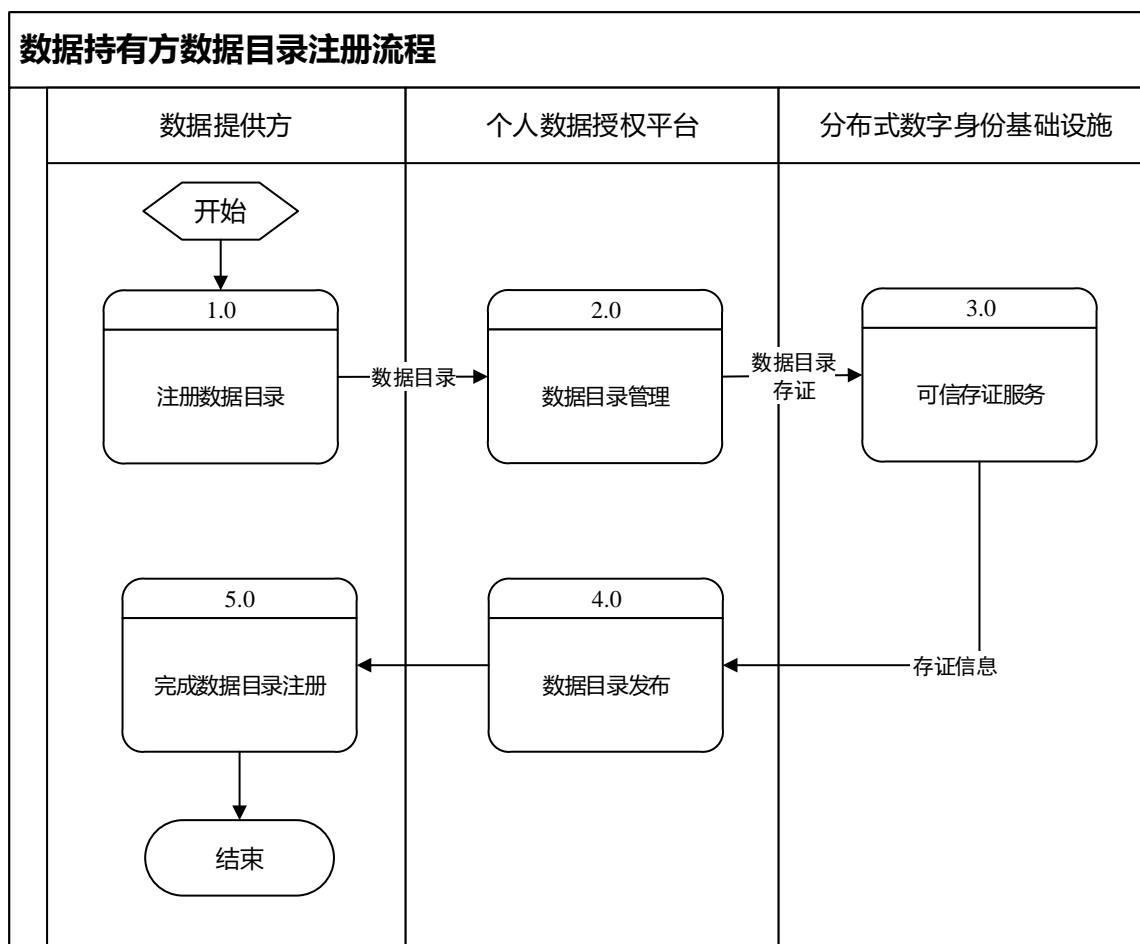 数据持有方数据目录注册流程
数据提供方
个人数据授权平台
分布式数字身份基础设施
开始
1.0
注册数据目录
数据目录
2.0
数据目录管理
数据目录
存证
3.0
可信存证服务
存证信息
4.0
数据目录发布
5.0
完成数据目录注册
结束